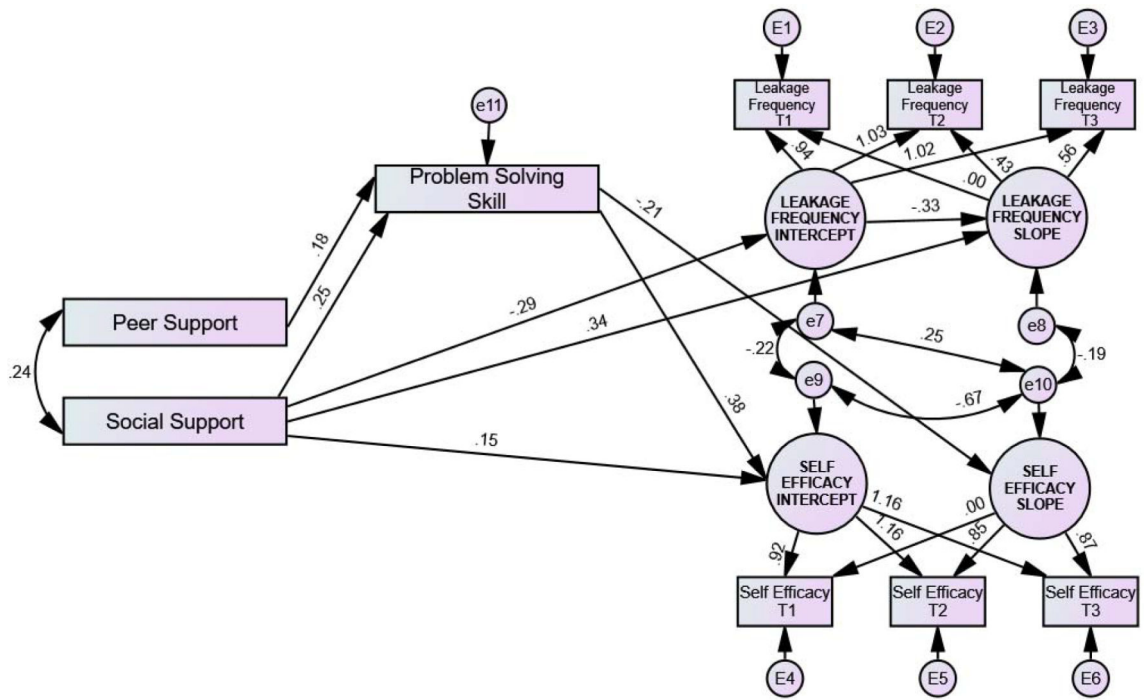 E1
E2
E3
Leakage
Frequency
T1
Leakage
Frequency
T2
Leakage
Frequency
T3
e11
Problem Solving
Skill
.94
1.03
1.02
.00
.43
.56
LEAKAGE
FREQUENCY
INTERCEPT
-.33
LEAKAGE
FREQUENCY
SLOPE
-.21
.18
.25
Peer Support
-.29
.34
e7
e8
.25
-.22
-.19
.24
e9
e10
-.67
.38
Social Support
.15
SELF
EFFICACY
INTERCEPT
SELF
EFFICACY
SLOPE
1.16
1.16
.00
.92
.85
.87
Self Efficacy
T1
Self Efficacy
T2
Self Efficacy
T3
E4
E5
E6